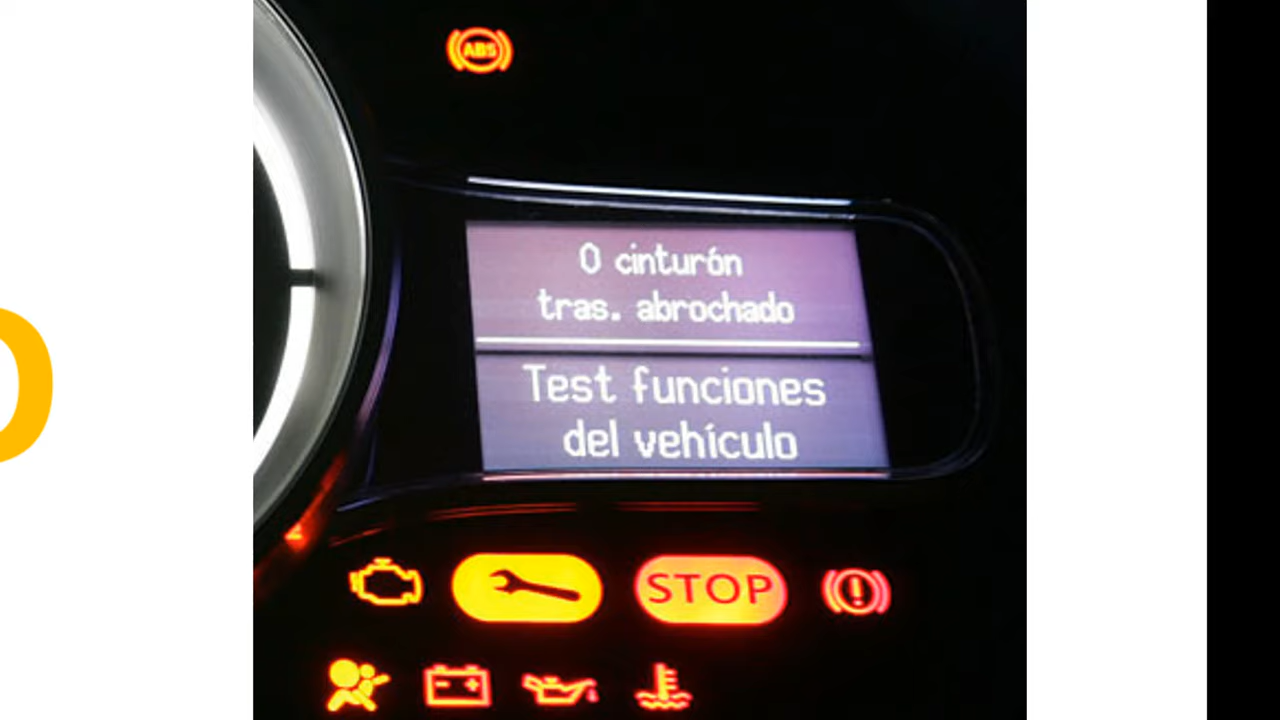 ABS
0 cinturón
tras. abrochado
Test funciones
del vehículo
STOP